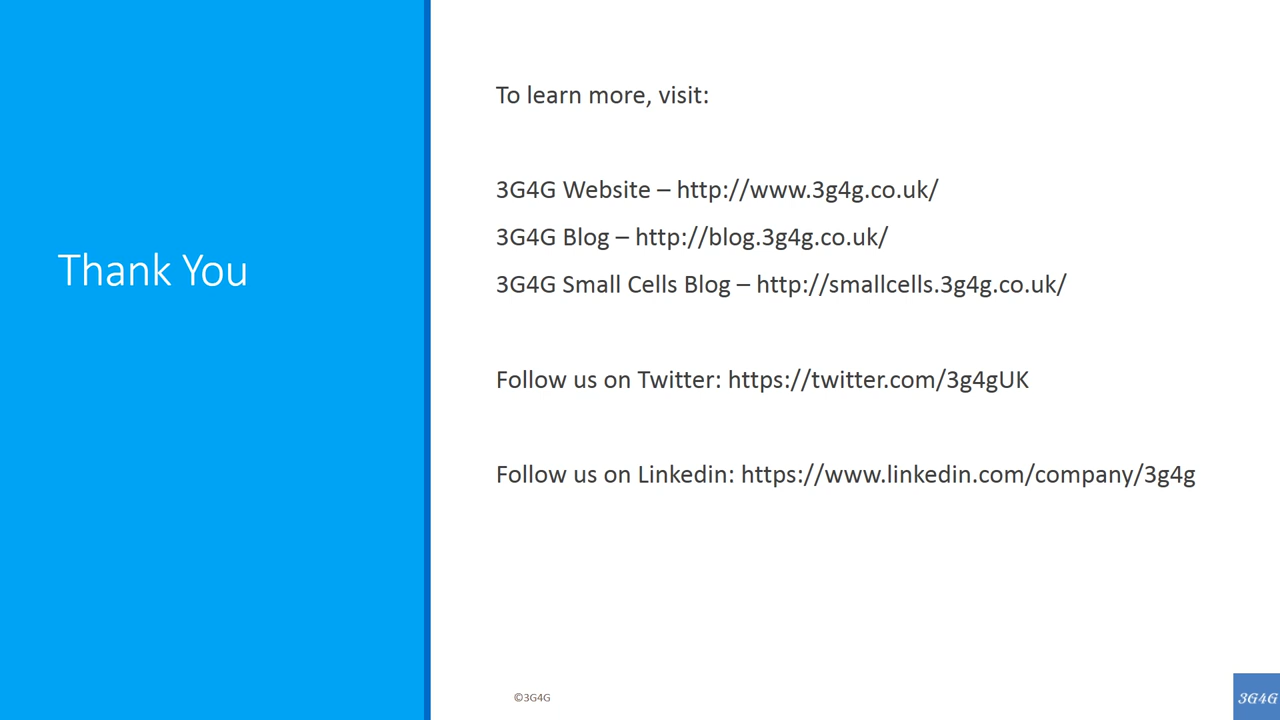 Thank You
To learn more, visit:
3G4G Website – http://www.3g4g.co.uk/
3G4G Blog – http://blog.3g4g.co.uk/
3G4G Small Cells Blog – http://smallcells.3g4g.co.uk/
Follow us on Twitter: https://twitter.com/3g4gUK
Follow us on Linkedin: https://www.linkedin.com/company/3g4g
©3G4G
3G4G